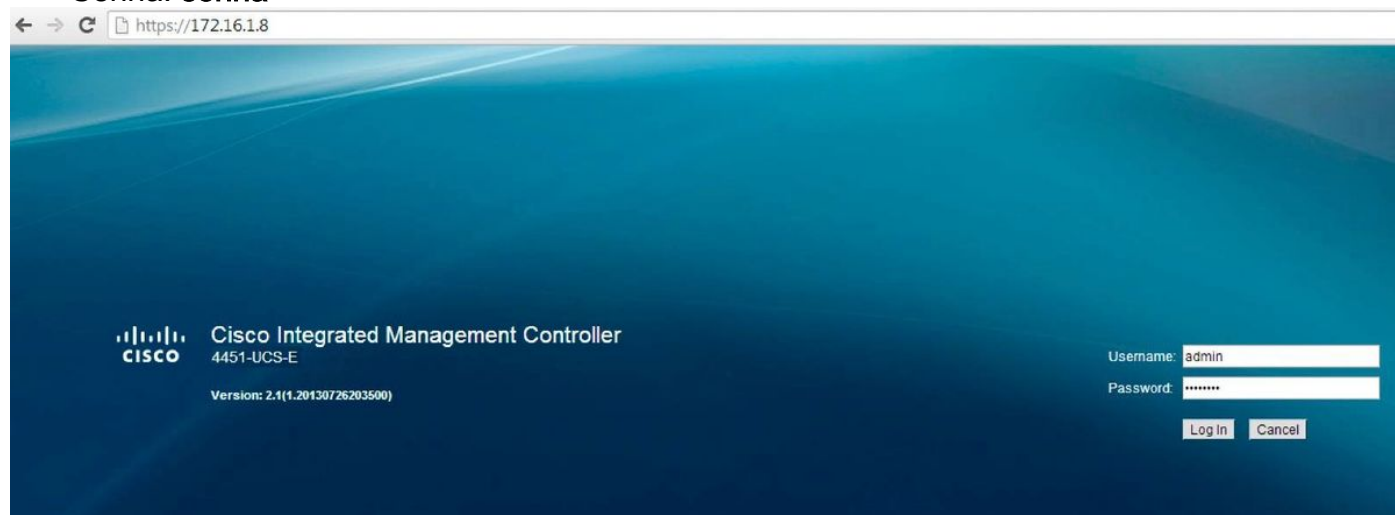 https://172.16.1.8
CISCO
Cisco Integrated Management Controller
4451-UCS-E
Version: 2.1(1.20130726203500)
Username: admin
Password: ••••••••
Log In Cancel